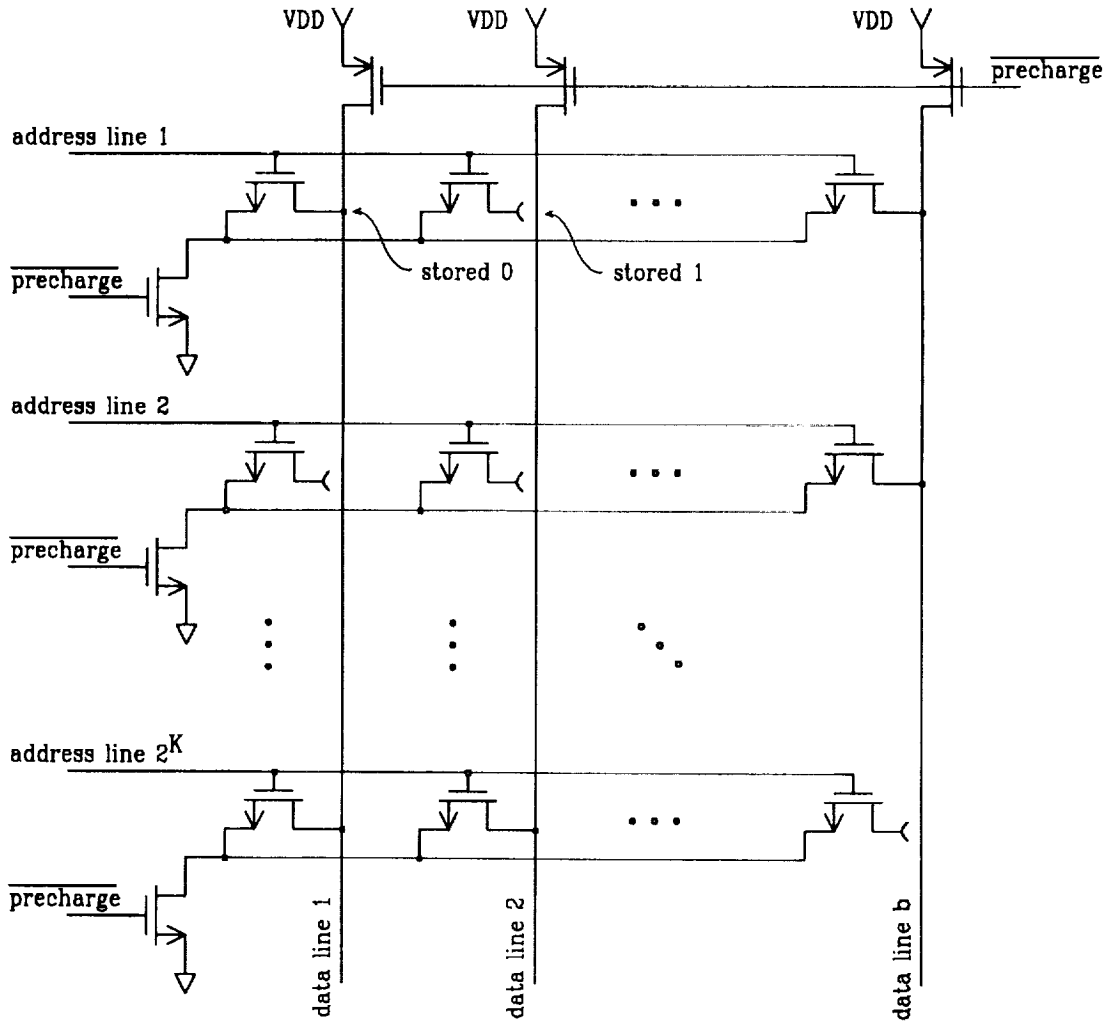 VDD VDD VDD
precharge
address line 1
stored 0 stored 1
precharge
address line 2
precharge
address line 2^K
precharge
data line 1 data line 2 data line b